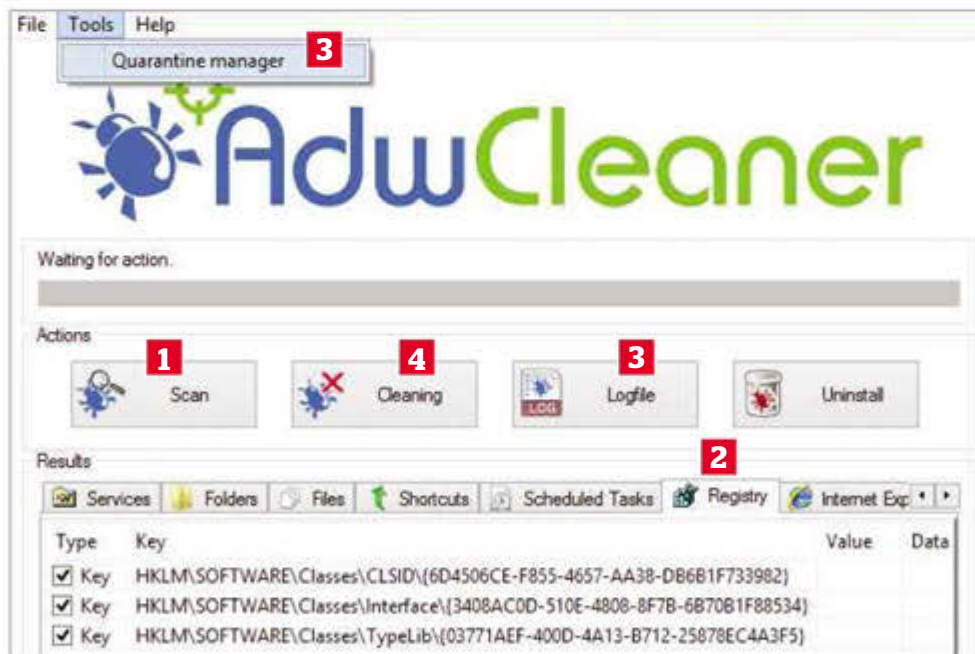 File Tools Help
Quarantine manager 3
AdwCleaner
Waiting for action.
Actions
1 4 3
Scan Cleaning LOG Logfile Uninstall
2
Results
Services Folders Files Shortcuts Scheduled Tasks Registry Internet Exp
Type Key Value Data
Key HKLM\SOFTWARE\Classes\CLSID\{6D4506CE-F855-4657-AA38-DB6B1F733982}
Key HKLM\SOFTWARE\Classes\Interface\{3408AC0D-510E-4808-8F7B-6B70B1F88534}
Key HKLM\SOFTWARE\Classes\TypeLib\{03771AEF-400D-4A13-B712-25878EC4A3F5}